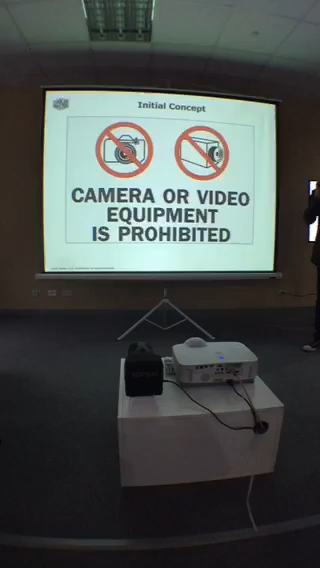 Initial Concept
CAMERA OR VIDEO
EQUIPMENT
IS PROHIBITED